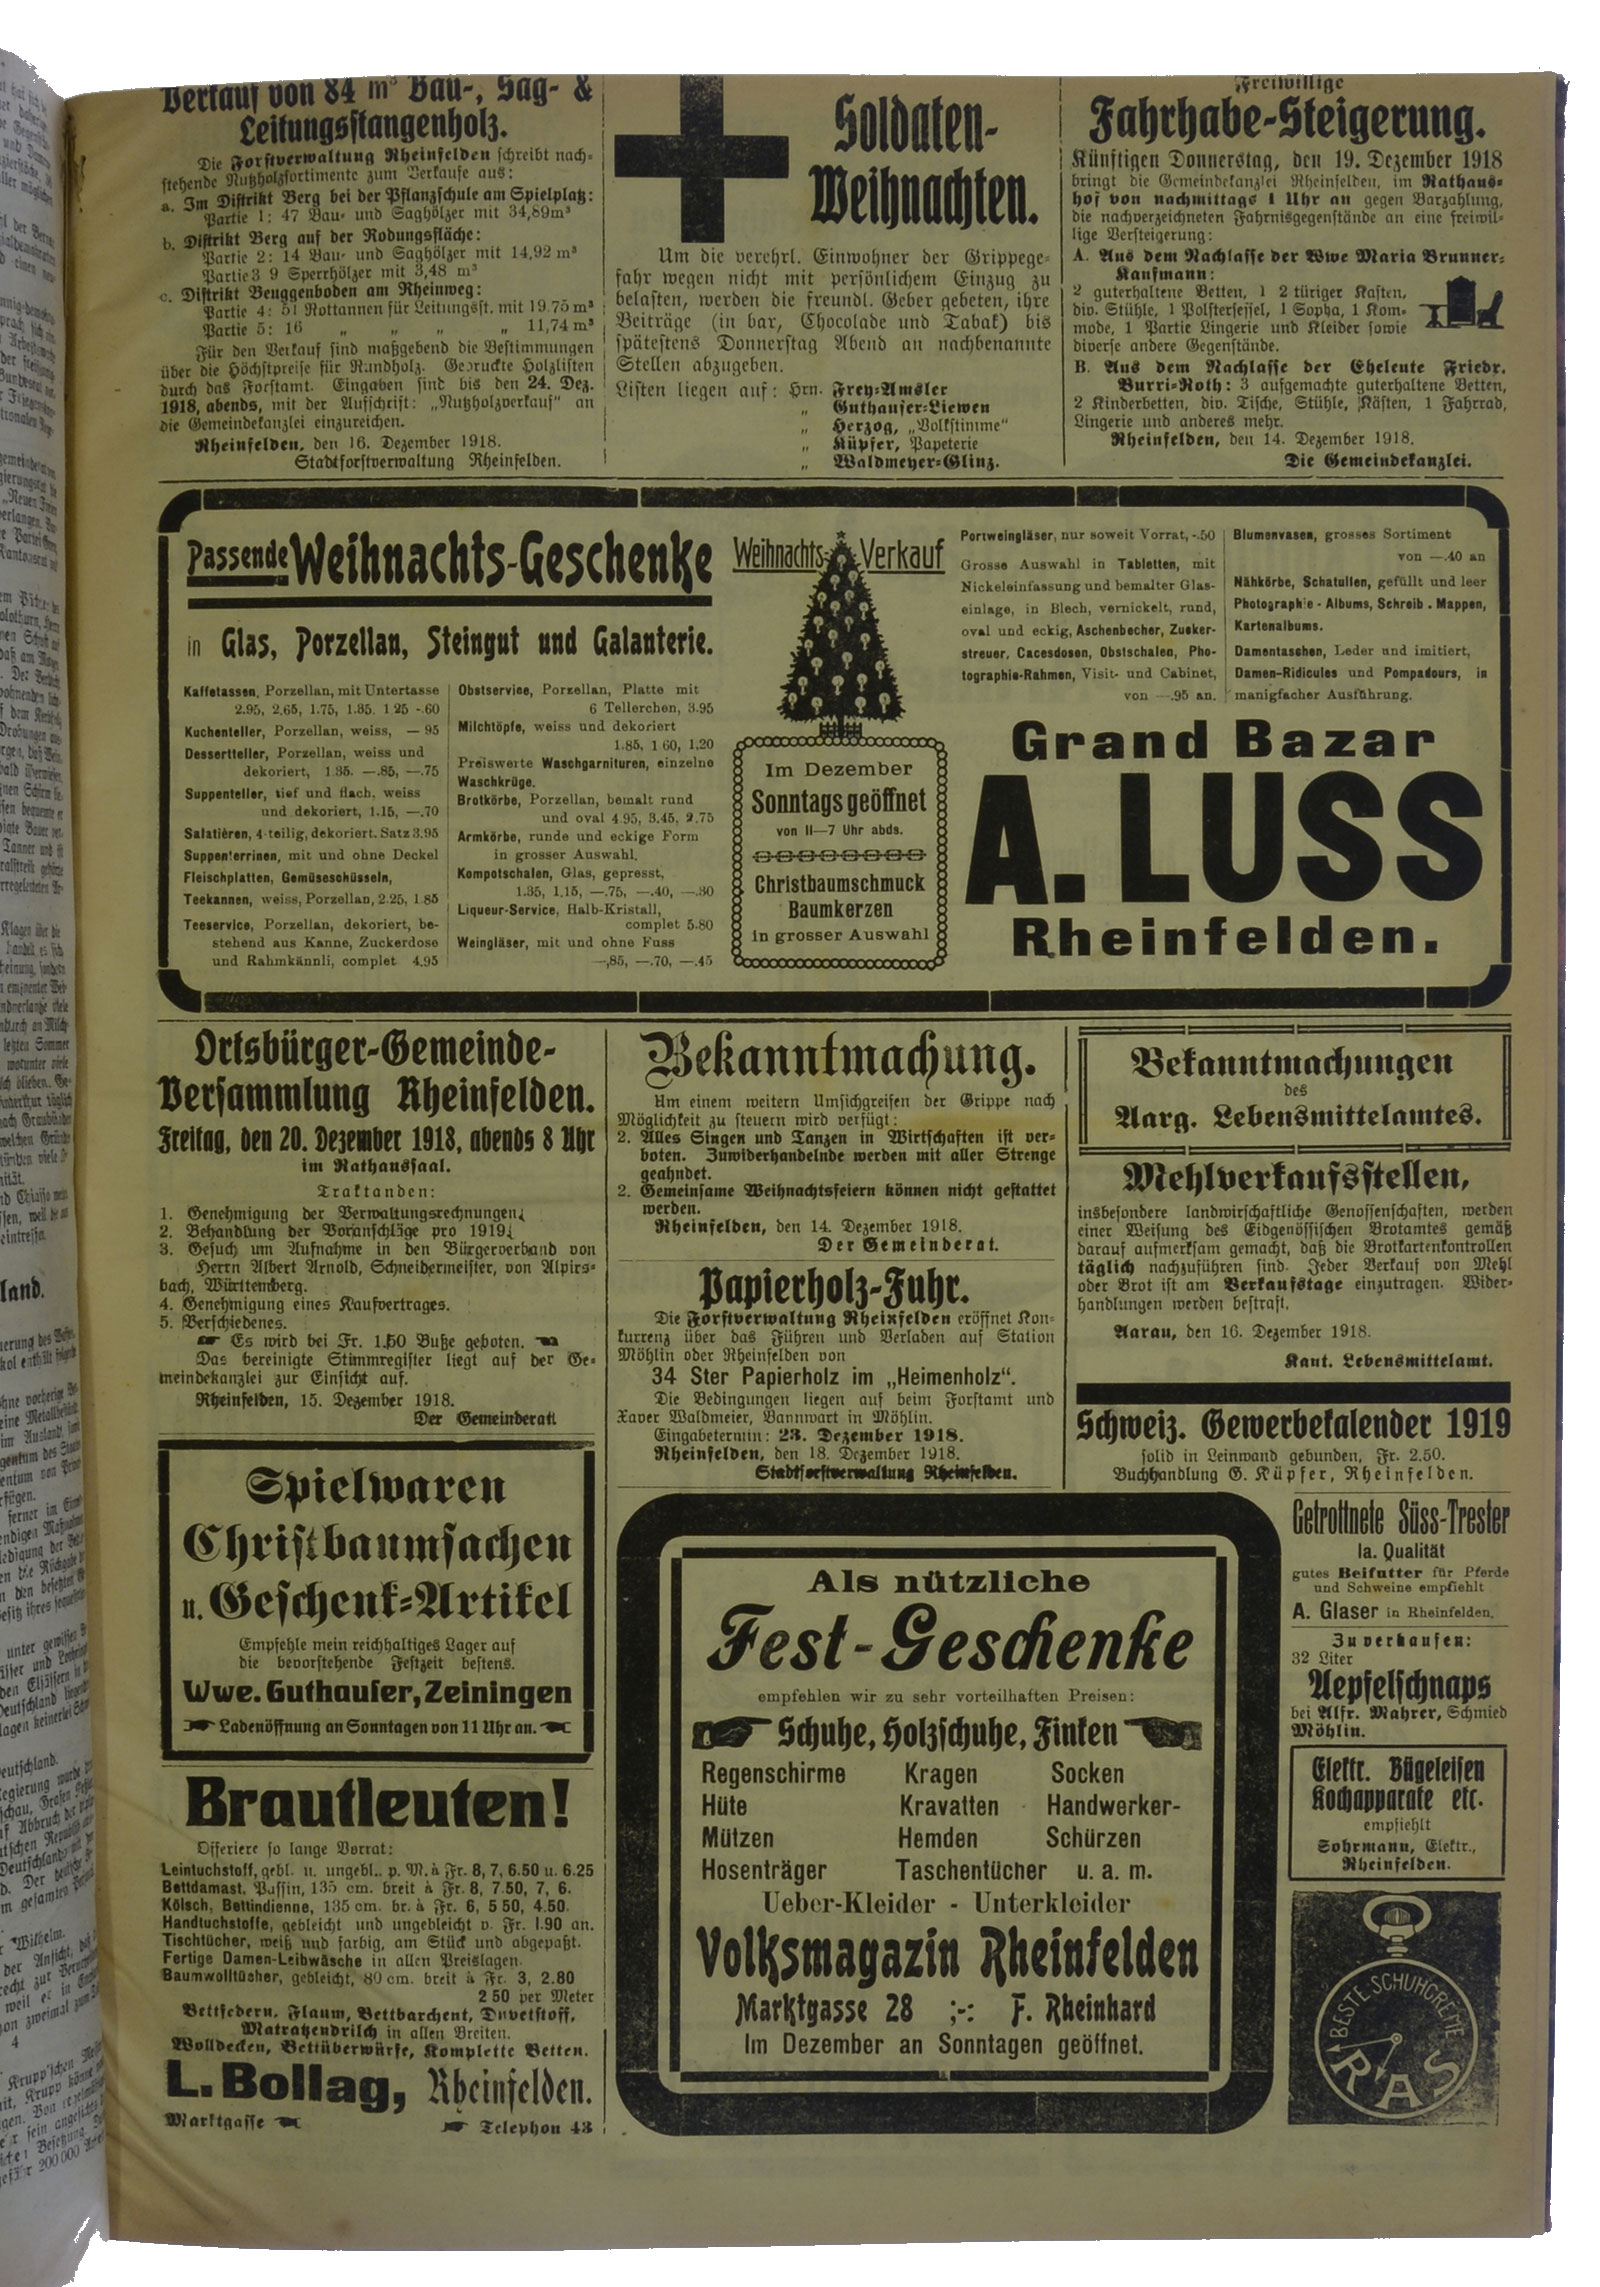 Verkauf von 84 m³ Bau-, Sag- &
Leitungsstangenholz.
Die Forstverwaltung Rheinfelden schreibt nach-
stehende Nutzholzsortimente zum Verkaufe aus:
a. Im Distrikt Berg bei der Pflanzschule am Spielplatz:
Partie 1: 47 Bau- und Saghölzer mit 34,89m³
b. Distrikt Berg auf der Rodungsfläche:
Partie 2: 14 Bau- und Saghölzer mit 14,92 m³
Partie 3 9 Sperrhölzer mit 3,48 m³
c. Distrikt Beuggenboden am Rheinweg:
Partie 4: 51 Rottannen für Leitungsst. mit 19.75 m³
Partie 5: 16 „ „ „ „ 11,74 m³
Für den Verkauf sind maßgebend die Bestimmungen
über die Höchstpreise für Rundholz. Gedruckte Holzlisten
durch das Forstamt. Eingaben sind bis den 24. Dez.
1918, abends, mit der Aufschrift: „Nutzholzverkauf" an
die Gemeindekanzlei einzureichen.
Rheinfelden, den 16. Dezember 1918.
Stadtforstverwaltung Rheinfelden.
Soldaten-
Weihnachten.
Um die verehrl. Einwohner der Grippege-
fahr wegen nicht mit persönlichem Einzug zu
belasten, werden die freundl. Geber gebeten, ihre
Beiträge (in bar, Chocolade und Tabak) bis
spätestens Donnerstag Abend an nachbenannte
Stellen abzugeben.
Listen liegen auf: Hrn. Frey-Amsler
„ Guthauser-Liewen
„ Herzog, „Volksstimme"
„ Küpfer, Papeterie
„ Waldmeyer-Glinz.
Freiwillige
Fahrhabe-Steigerung.
Künftigen Donnerstag, den 19. Dezember 1918
bringt die Gemeindekanzlei Rheinfelden, im Rathaus-
hof von nachmittags 1 Uhr an gegen Barzahlung,
die nachverzeichneten Fahrnisgegenstände an eine freiwil-
lige Versteigerung:
A. Aus dem Nachlasse der Wwe Maria Brunner-
Kaufmann:
2 guterhaltene Betten, 1 2 türiger Kasten,
div. Stühle, 1 Polstersessel, 1 Sopha, 1 Kom-
mode, 1 Partie Lingerie und Kleider sowie
diverse andere Gegenstände.
B. Aus dem Nachlasse der Eheleute Friedr.
Burri-Roth: 3 aufgemachte guterhaltene Betten,
2 Kinderbetten, div. Tische, Stühle, Kästen, 1 Fahrrad,
Lingerie und anderes mehr.
Rheinfelden, den 14. Dezember 1918.
Die Gemeindekanzlei.
Passende Weihnachts-Geschenke
in Glas, Porzellan, Steingut und Galanterie.
Kaffetassen, Porzellan, mit Untertasse
2.95, 2.65, 1.75, 1.35. 1 25 -.60
Kuchenteller, Porzellan, weiss, — 95
Dessertteller, Porzellan, weiss und
dekoriert, 1.35. —.85, —.75
Suppenteller, tief und flach, weiss
und dekoriert, 1.15, —.70
Salatièren, 4-teilig, dekoriert. Satz 3.95
Suppenterrinen, mit und ohne Deckel
Fleischplatten, Gemüseschüsseln,
Teekannen, weiss, Porzellan, 2.25, 1.85
Teeservice, Porzellan, dekoriert, be-
stehend aus Kanne, Zuckerdose
und Rahmkännli, complet 4.95
Obstservice, Porzellan, Platte mit
6 Tellerchen, 3.95
Milchtöpfe, weiss und dekoriert
1.85, 1 60, 1.20
Preiswerte Waschgarnituren, einzelne
Waschkrüge.
Brotkörbe, Porzellan, bemalt rund
und oval 4 95, 3.45, 2.75
Armkörbe, runde und eckige Form
in grosser Auswahl.
Kompotschalen, Glas, gepresst,
1.35, 1.15, —.75, —.40, —.30
Liqueur-Service, Halb-Kristall,
complet 5.80
Weingläser, mit und ohne Fuss
—,85, —.70, —.45
Weihnachts-Verkauf
Im Dezember
Sonntags geöffnet
von 11—7 Uhr abds.
Christbaumschmuck
Baumkerzen
in grosser Auswahl
Portweingläser, nur soweit Vorrat, -.50
Grosse Auswahl in Tabletten, mit
Nickeleinfassung und bemalter Glas-
einlage, in Blech, vernickelt, rund,
oval und eckig, Aschenbecher, Zucker-
streuer, Cacesdosen, Obstschalen, Pho-
tographie-Rahmen, Visit- und Cabinet,
von —.95 an.
Blumenvasen, grosses Sortiment
von —.40 an
Nähkörbe, Schatullen, gefüllt und leer
Photographie - Albums, Schreib - Mappen,
Kartenalbums.
Damentaschen, Leder und imitiert,
Damen-Ridicules und Pompadours, in
manigfacher Ausführung.
Grand Bazar
A. LUSS
Rheinfelden.
Ortsbürger-Gemeinde-
Versammlung Rheinfelden.
Freitag, den 20. Dezember 1918, abends 8 Uhr
im Rathaussaal.
Traktanden:
1. Genehmigung der Verwaltungsrechnungen.
2. Behandlung der Voranschläge pro 1919.
3. Gesuch um Aufnahme in den Bürgerverband von
Herrn Albert Arnold, Schneidermeister, von Alpirs-
bach, Württemberg.
4. Genehmigung eines Kaufvertrages.
5. Verschiedenes.
Es wird bei Fr. 1.50 Buße geboten.
Das bereinigte Stimmregister liegt auf der Ge-
meindekanzlei zur Einsicht auf.
Rheinfelden, 15. Dezember 1918.
Der Gemeinderat.
Bekanntmachung.
Um einem weitern Umsichgreifen der Grippe nach
Möglichkeit zu steuern wird verfügt:
2. Alles Singen und Tanzen in Wirtschaften ist ver-
boten. Zuwiderhandelnde werden mit aller Strenge
geahndet.
2. Gemeinsame Weihnachtsfeiern können nicht gestattet
werden.
Rheinfelden, den 14. Dezember 1918.
Der Gemeinderat.
Papierholz-Fuhr.
Die Forstverwaltung Rheinfelden eröffnet Kon-
kurrenz über das Führen und Verladen auf Station
Möhlin oder Rheinfelden von
34 Ster Papierholz im „Heimenholz".
Die Bedingungen liegen auf beim Forstamt und
Xaver Waldmeier, Bannwart in Möhlin.
Eingabetermin: 23. Dezember 1918.
Rheinfelden, den 18. Dezember 1918.
Stadtforstverwaltung Rheinfelden.
Bekanntmachungen
des
Aarg. Lebensmittelamtes.
Mehlverkaufsstellen,
insbesondere landwirschaftliche Genossenschaften, werden
einer Weisung des Eidgenössischen Brotamtes gemäß
darauf aufmerksam gemacht, daß die Brotkartenkontrollen
täglich nachzuführen sind. Jeder Verkauf von Mehl
oder Brot ist am Verkaufstage einzutragen. Wider-
handlungen werden bestraft.
Aarau, den 16. Dezember 1918.
Kant. Lebensmittelamt.
Schweiz. Gewerbekalender 1919
solid in Leinwand gebunden, Fr. 2.50.
Buchhandlung G. Küpfer, Rheinfelden.
Spielwaren
Christbaumsachen
u. Geschenk-Artikel
Empfehle mein reichhaltiges Lager auf
die bevorstehende Festzeit bestens.
Wwe. Guthauser, Zeiningen
Ladenöffnung an Sonntagen von 11 Uhr an.
Brautleuten!
Offeriere so lange Vorrat:
Leintuchstoff, gebl. u. ungebl.. p. M. à Fr. 8, 7, 6.50 u. 6.25
Bettdamast. Bassin, 135 cm. breit à Fr. 8, 7.50, 7, 6.
Kölsch, Bettindienne, 135 cm. br. à Fr. 6, 5 50, 4.50.
Handtuchstoffe, gebleicht und ungebleicht v. Fr. 1.90 an.
Tischtücher, weiß und farbig, am Stück und abgepaßt.
Fertige Damen-Leibwäsche in allen Preislagen.
Baumwolltücher, gebleicht, 80 cm. breit à Fr. 3, 2.80
2 50 per Meter
Bettfedern, Flaum, Bettbarchent, Duvetstoff,
Matratzendrilch in allen Breiten.
Wolldecken, Bettüberwürfe, Komplette Betten.
L. Bollag, Rheinfelden.
Marktgasse Telephon 43
Als nützliche
Fest-Geschenke
empfehlen wir zu sehr vorteilhaften Preisen:
Schuhe, Holzschuhe, Finken
Regenschirme Kragen Socken
Hüte Kravatten Handwerker-
Mützen Hemden Schürzen
Hosenträger Taschentücher u. a. m.
Ueber-Kleider - Unterkleider
Volksmagazin Rheinfelden
Marktgasse 28 ;-: F. Rheinhard
Im Dezember an Sonntagen geöffnet.
Getrottnete Süss-Trester
Ia. Qualität
gutes Beifutter für Pferde
und Schweine empfiehlt
A. Glaser in Rheinfelden.
Zu verkaufen:
32 Liter
Aepfelschnaps
bei Alfr. Mahrer, Schmied
Möhlin.
Elektr. Bügeleisen
Kochapparate etc.
empfiehlt
Sohrmann, Elektr.,
Rheinfelden.
BESTE SCHUHCREME
RAS